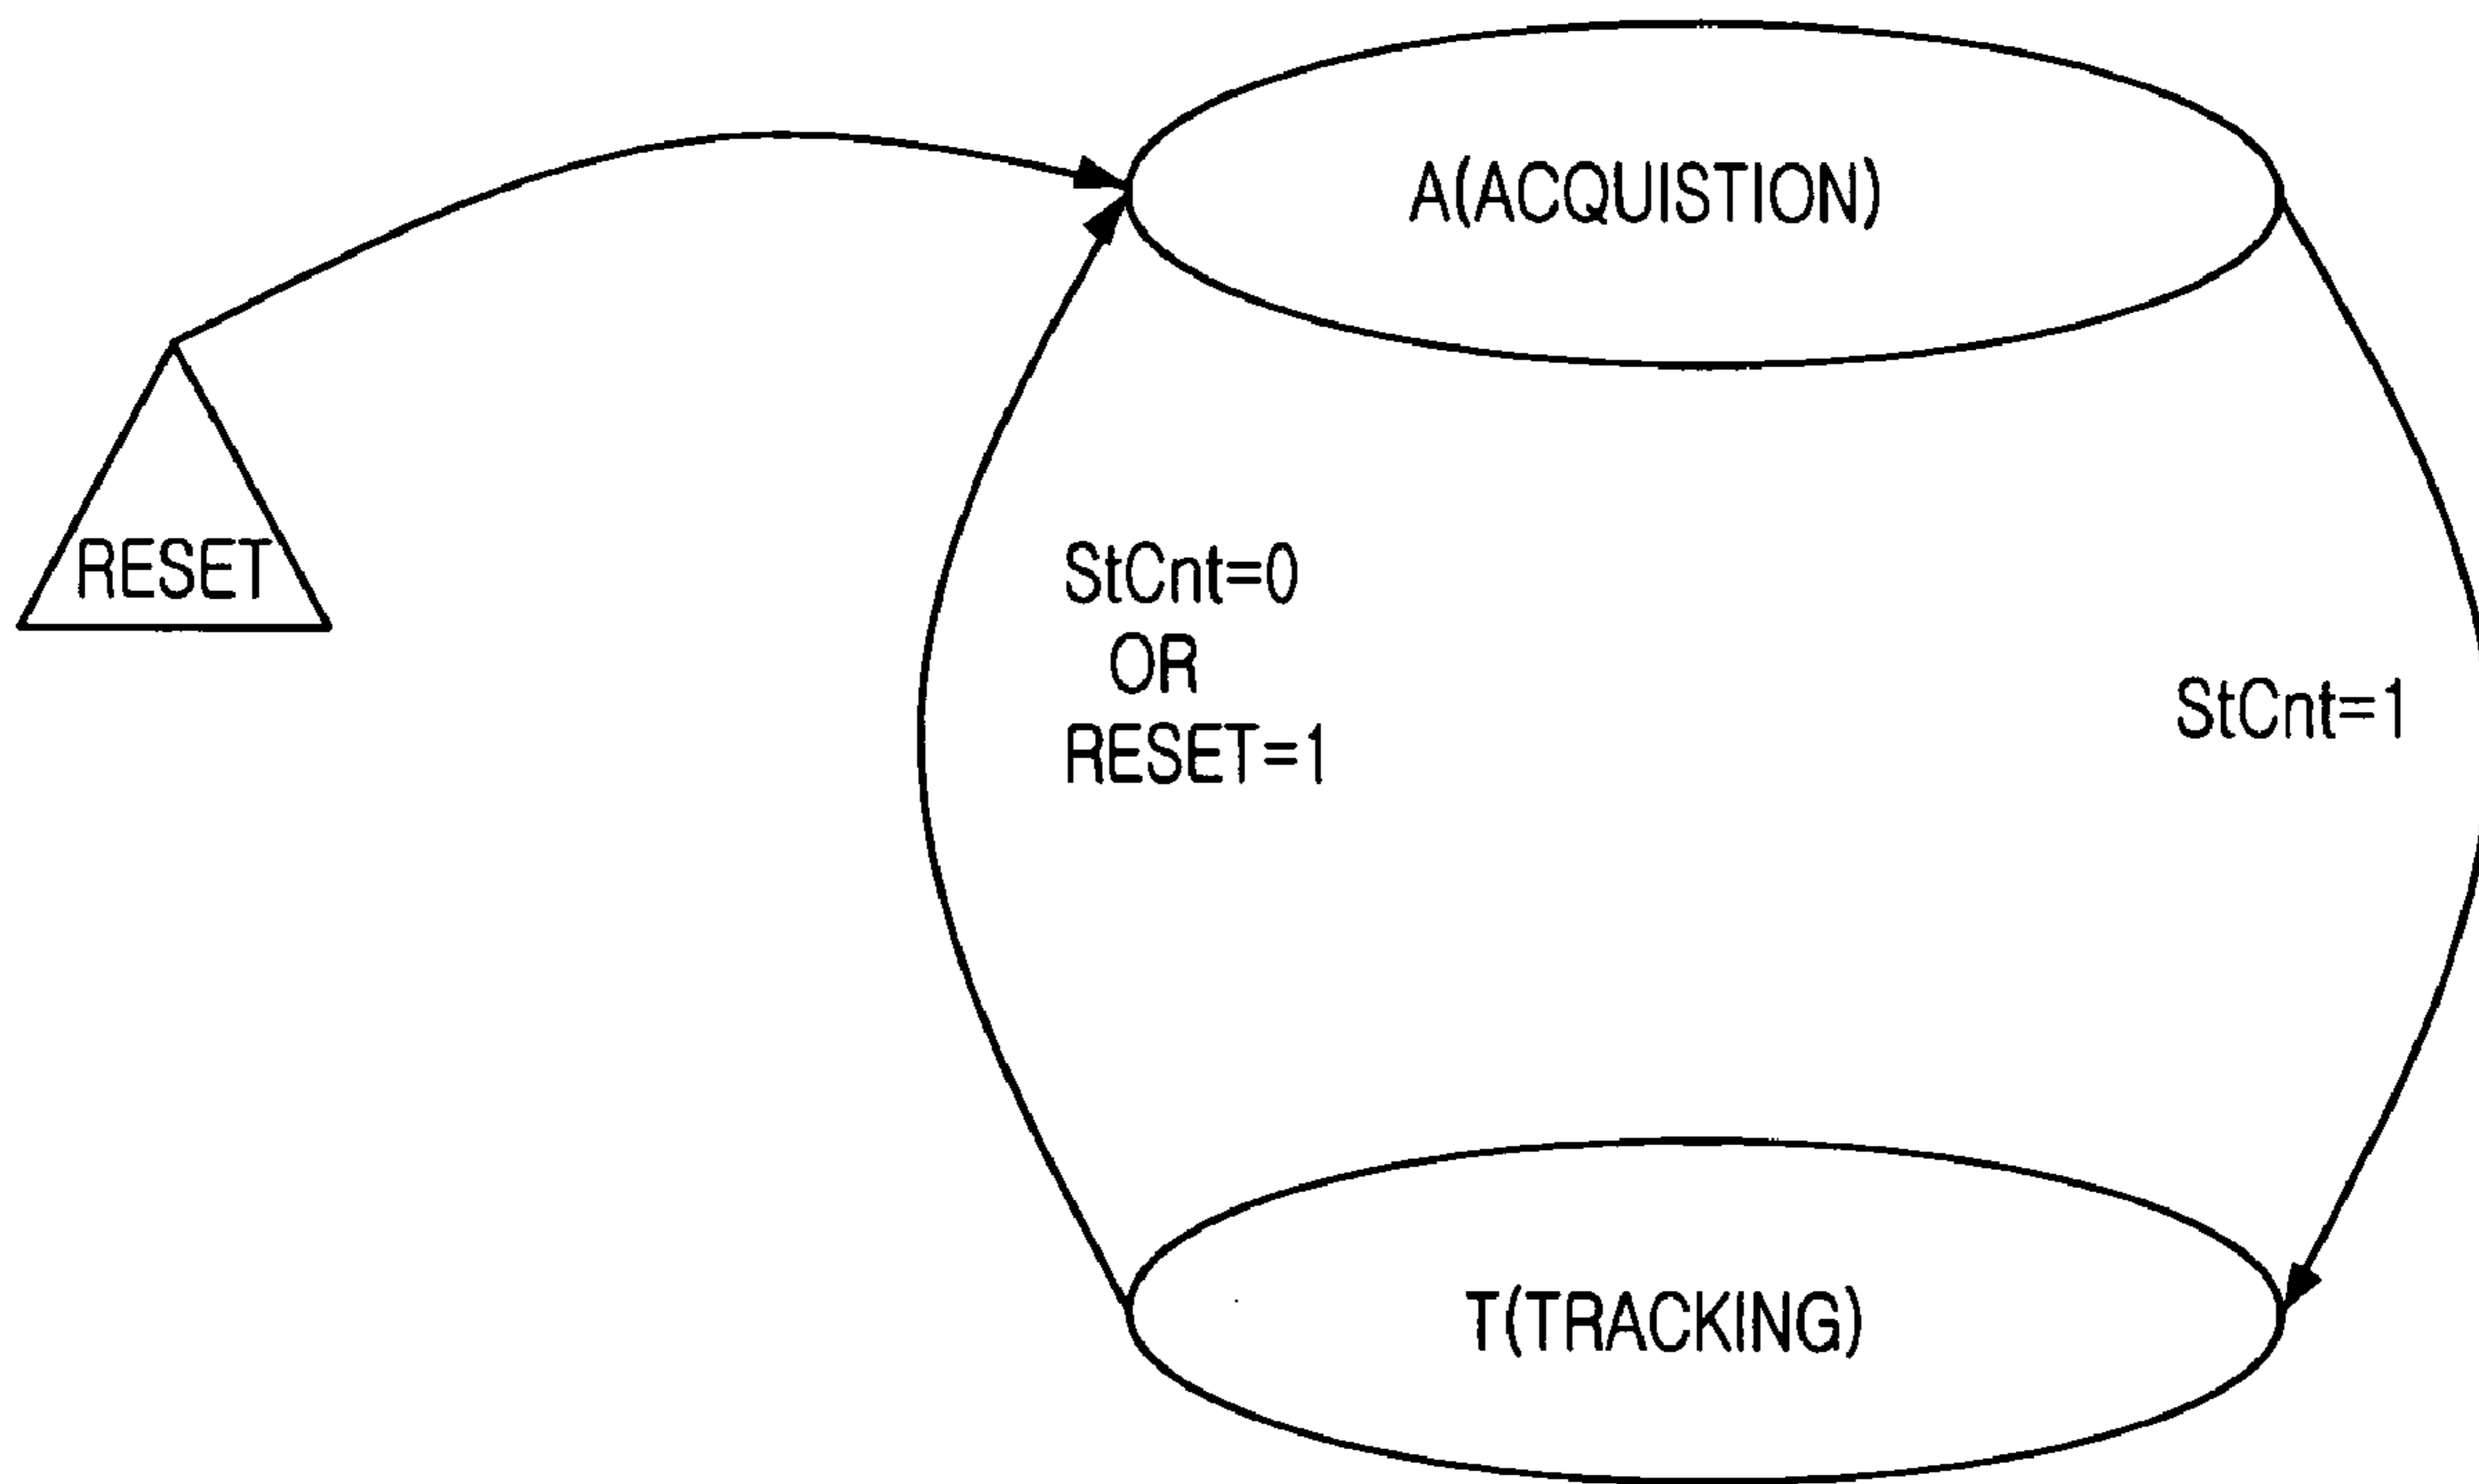 A(ACQUISTION)
RESET
StCnt=0
OR
RESET=1
StCnt=1
T(TRACKING)